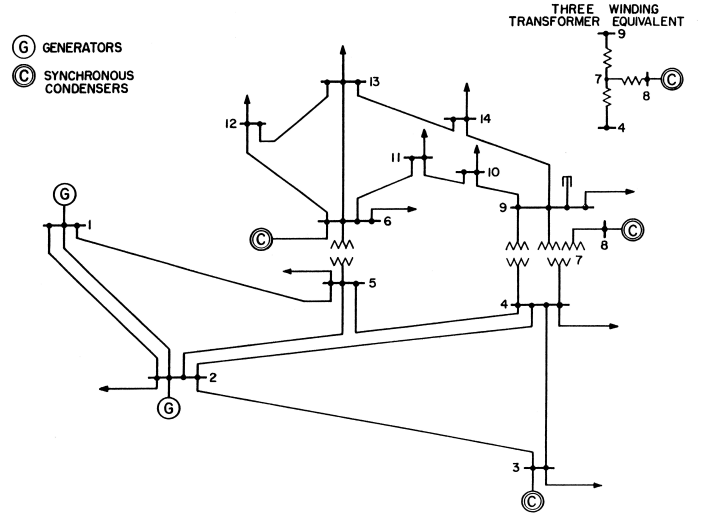 THREE WINDING
TRANSFORMER EQUIVALENT
9
7
C
8
4
G GENERATORS
C SYNCHRONOUS
CONDENSERS
13
14
12
11
10
G
1
9
6
C
8
C
7
5
4
2
G
3
C